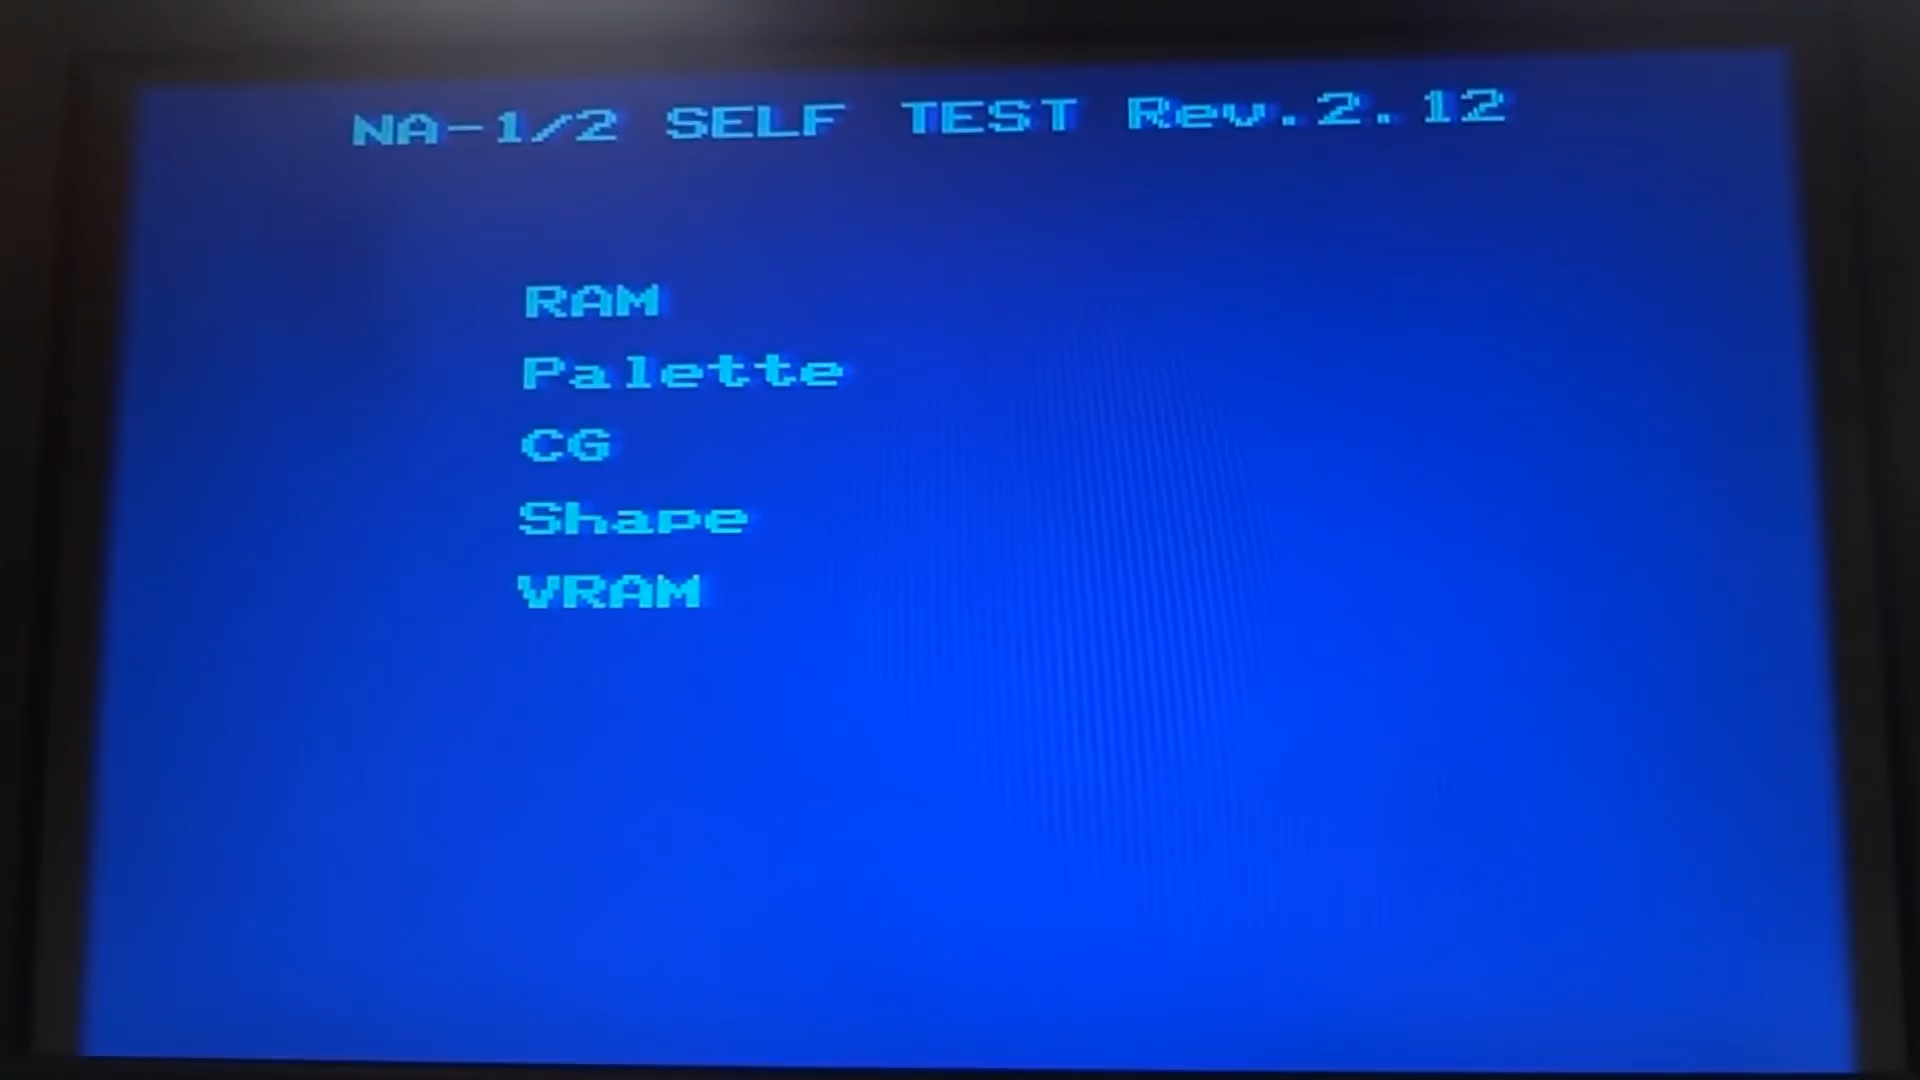 NA-1/2 SELF TEST Rev.2.12
RAM
Palette
CG
Shape
VRAM